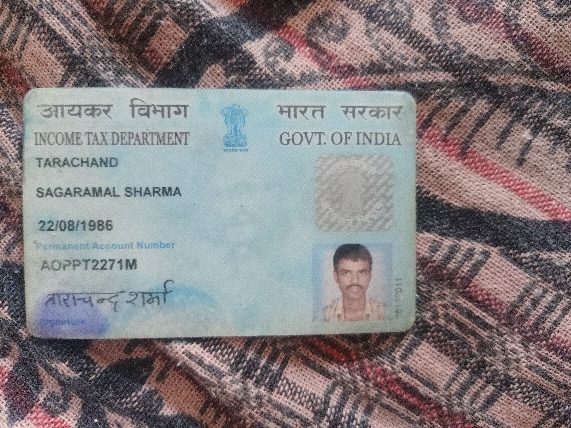 आयकर विभाग
INCOME TAX DEPARTMENT
भारत सरकार
GOVT. OF INDIA
TARACHAND
SAGARAMAL SHARMA
22/08/1986
Permanent Account Number
AOPPT2271M
ताराचन्द शर्मा
Signature